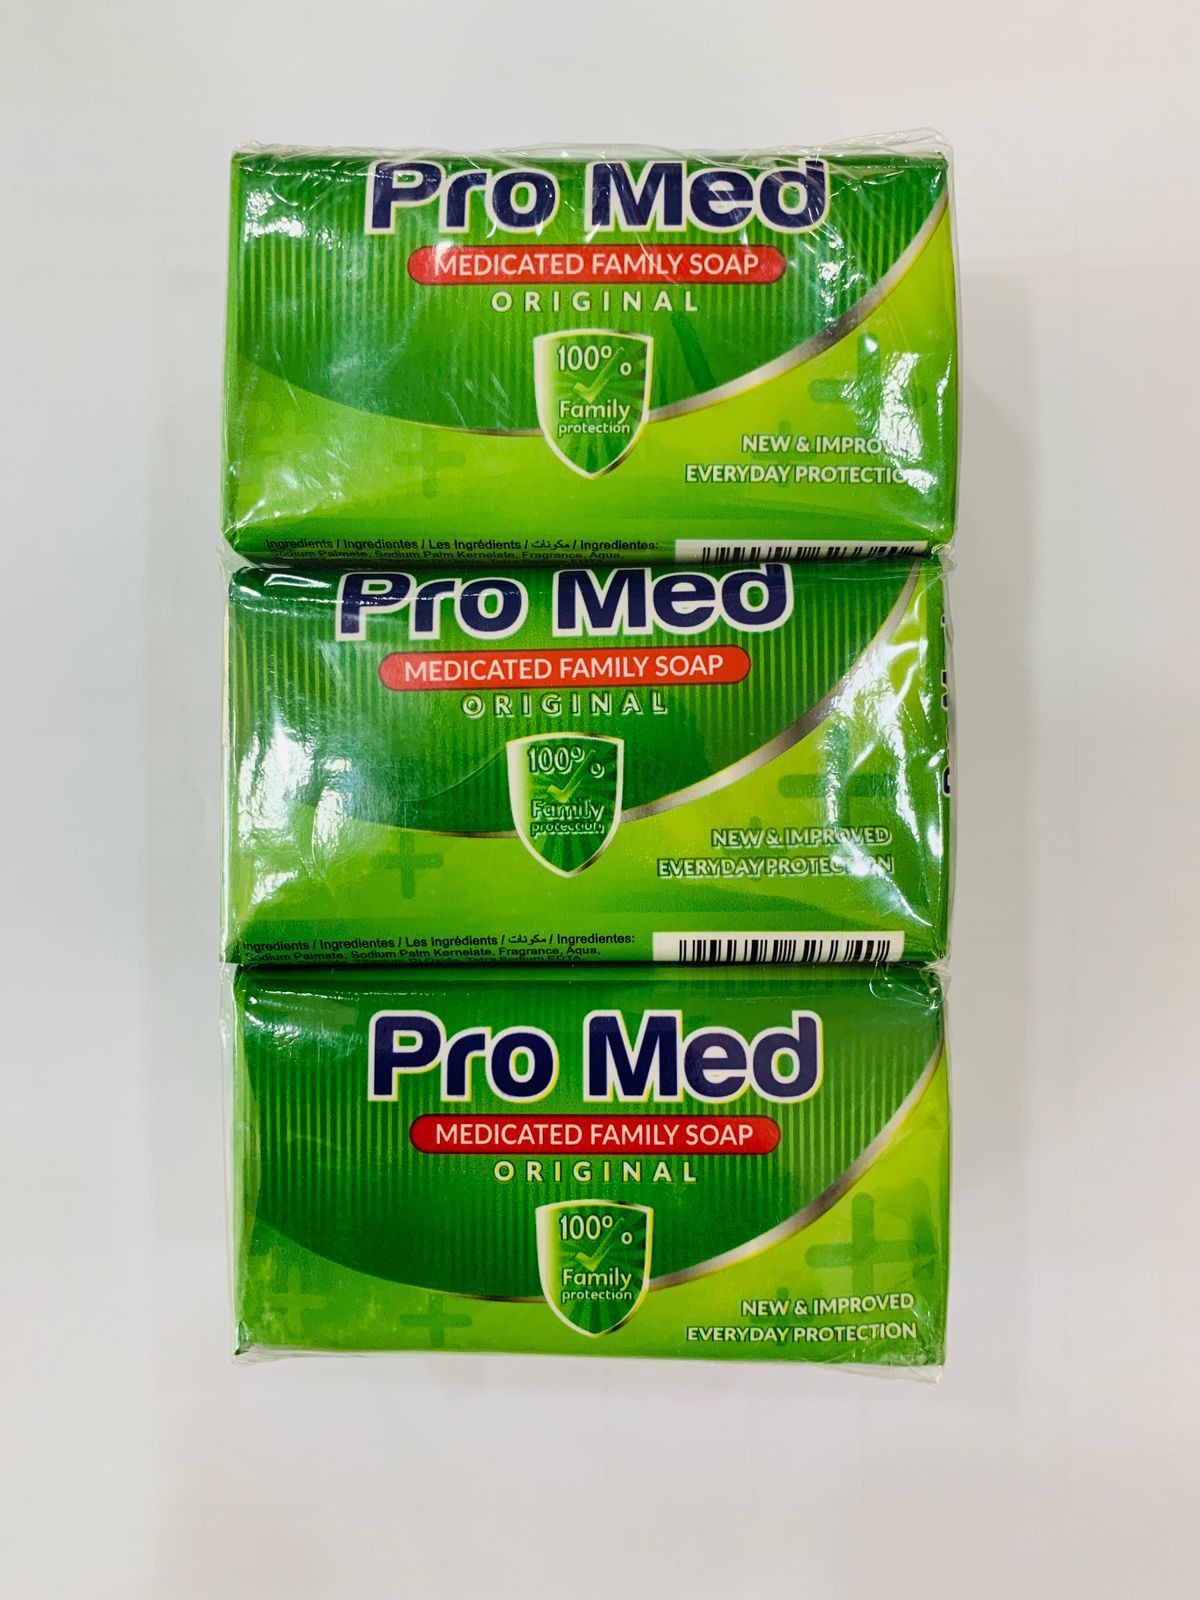 Pro Med
MEDICATED FAMILY SOAP
ORIGINAL
100%
Family
protection
NEW & IMPROV
EVERYDAY PROTECTIO
Ingredients / Ingredientes / Les Ingrédients / مكونات / Ingredientes:
Sodium Palmate, Sodium Palm Kernelate, Fragrance, Aqua,
Pro Med
MEDICATED FAMILY SOAP
ORIGINAL
100%
Family
protection
NEW & IMPROVED
EVERYDAY PROTECTION
Ingredients / Ingredientes / Les Ingrédients / مكونات / Ingredientes:
Sodium Palmate, Sodium Palm Kernelate, Fragrance, Aqua,
Pro Med
MEDICATED FAMILY SOAP
ORIGINAL
100%
Family
protection
NEW & IMPROVED
EVERYDAY PROTECTION